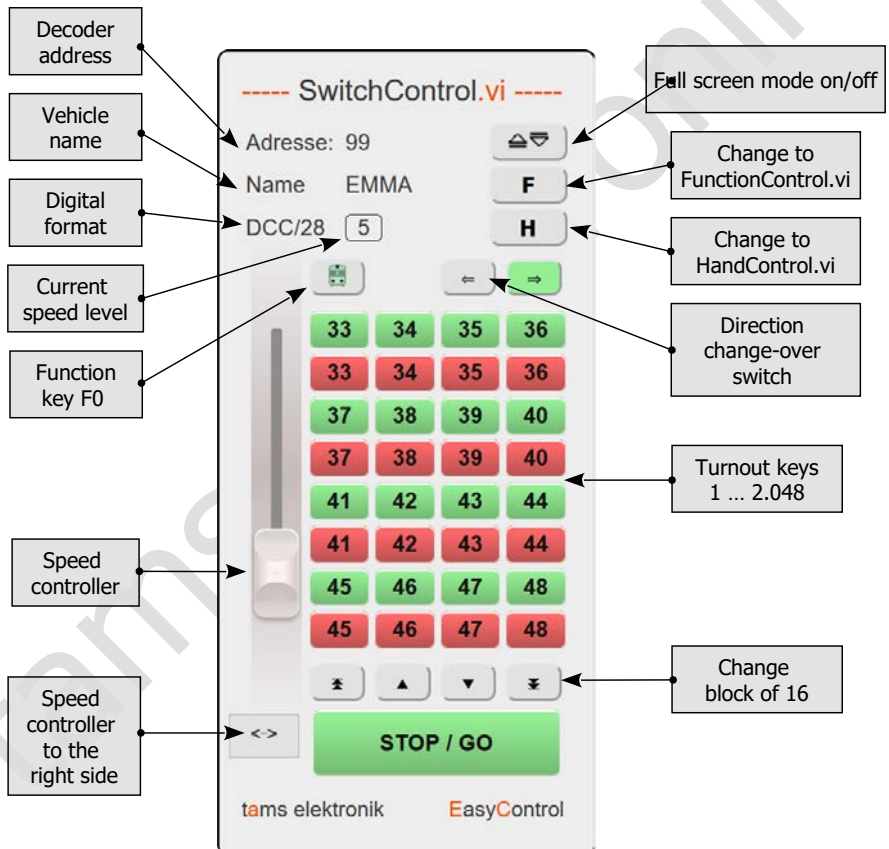 Decoder
address
Vehicle
name
Digital
format
Current
speed level
Function
key F0
Speed
controller
Speed
controller
to the
right side
----- SwitchControl.vi -----
Adresse: 99
Name EMMA
F
DCC/28 5
H
⇐ ⇒
33 34 35 36
33 34 35 36
37 38 39 40
37 38 39 40
41 42 43 44
41 42 43 44
45 46 47 48
45 46 47 48
<->
STOP / GO
tams elektronik EasyControl
Full screen mode on/off
Change to
FunctionControl.vi
Change to
HandControl.vi
Direction
change-over
switch
Turnout keys
1 … 2.048
Change
block of 16